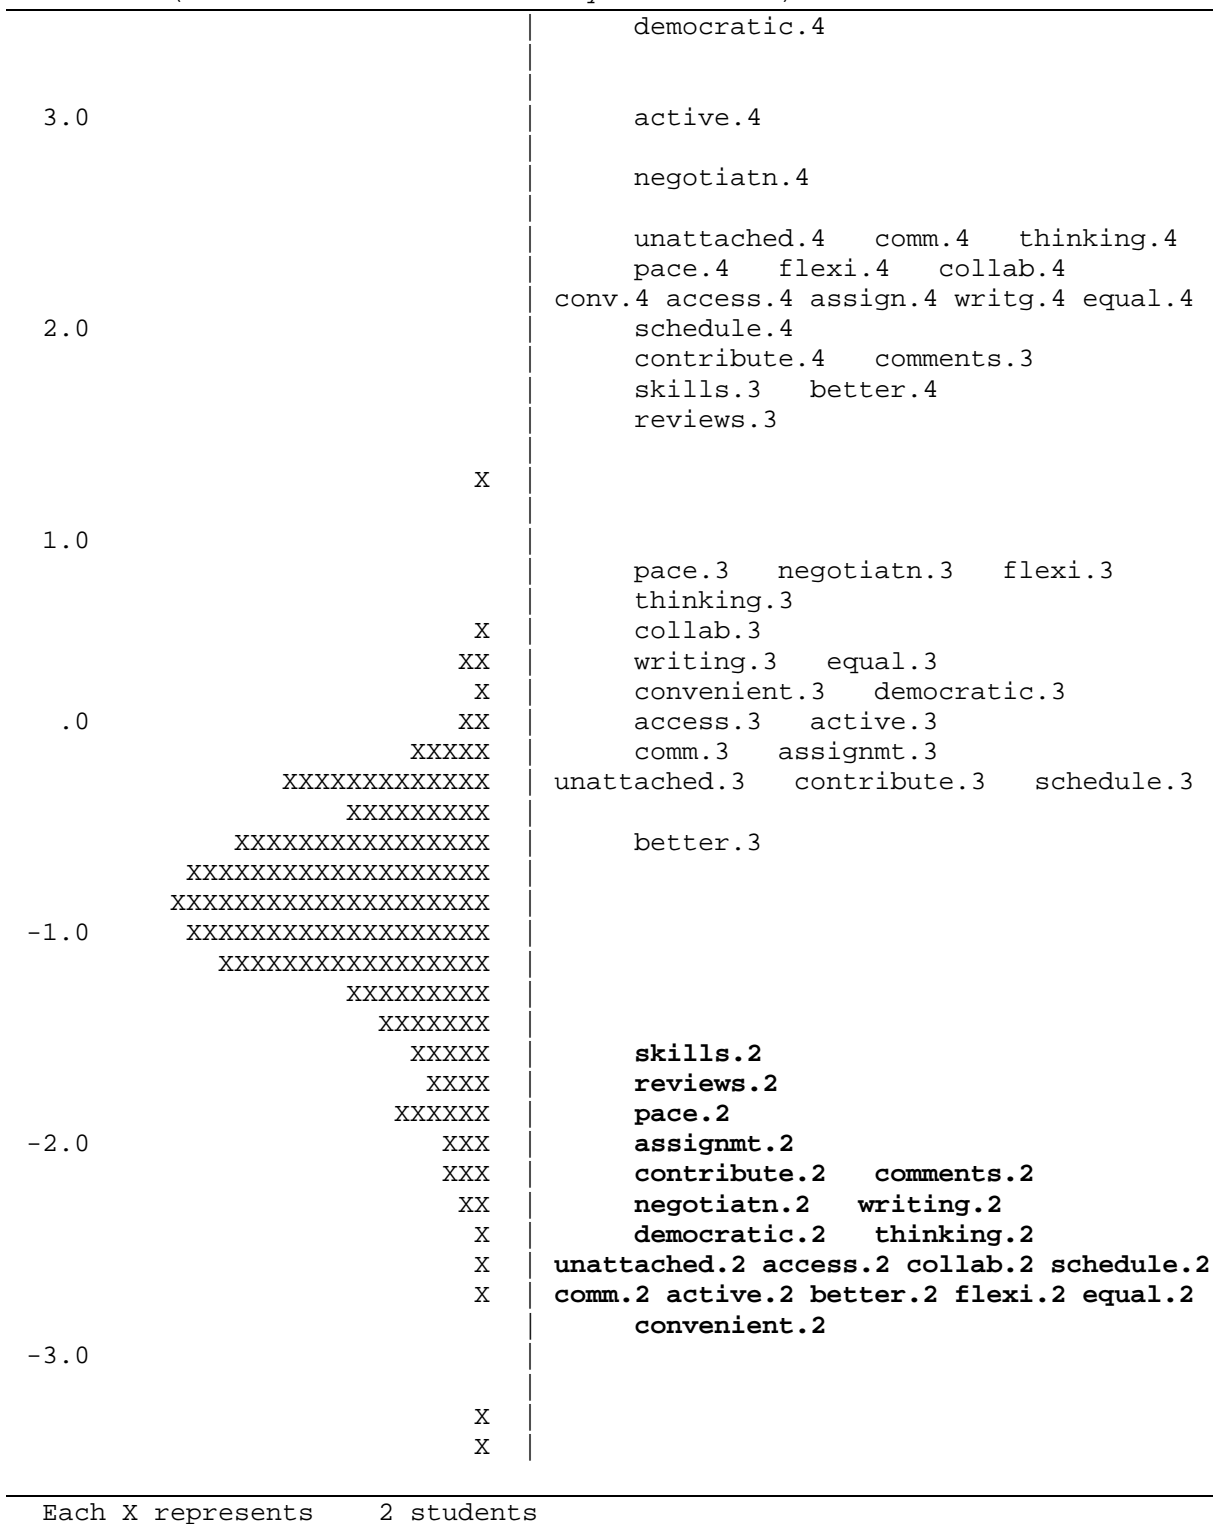 democratic.4
3.0 active.4
negotiatn.4
unattached.4 comm.4 thinking.4
pace.4 flexi.4 collab.4
conv.4 access.4 assign.4 writg.4 equal.4
2.0 schedule.4
contribute.4 comments.3
skills.3 better.4
reviews.3
X
1.0
pace.3 negotiatn.3 flexi.3
thinking.3
X collab.3
XX writing.3 equal.3
X convenient.3 democratic.3
.0 XX access.3 active.3
XXXXX comm.3 assignmt.3
XXXXXXXXXXXXX unattached.3 contribute.3 schedule.3
XXXXXXXXX
XXXXXXXXXXXXXXXX better.3
XXXXXXXXXXXXXXXXXXX
XXXXXXXXXXXXXXXXXXXX
-1.0 XXXXXXXXXXXXXXXXXXX
XXXXXXXXXXXXXXXXX
XXXXXXXXX
XXXXXXX
XXXXX skills.2
XXXX reviews.2
XXXXXX pace.2
-2.0 XXX assignmt.2
XXX contribute.2 comments.2
XX negotiatn.2 writing.2
X democratic.2 thinking.2
X unattached.2 access.2 collab.2 schedule.2
X comm.2 active.2 better.2 flexi.2 equal.2
convenient.2
-3.0
X
X
Each X represents 2 students